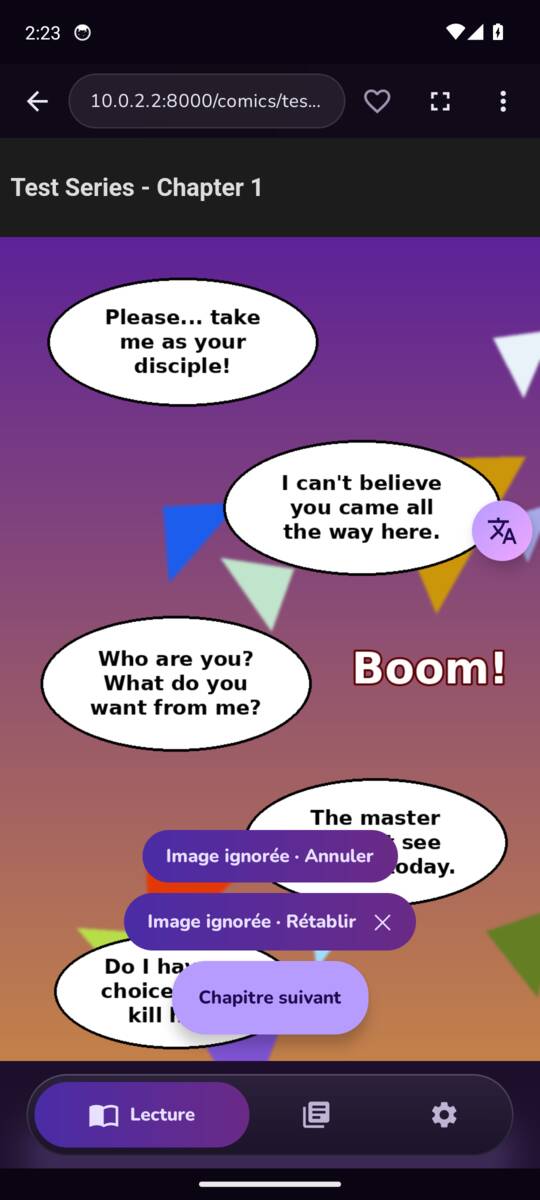 2:23
10.0.2.2:8000/comics/tes...
Test Series - Chapter 1
Please... take
me as your
disciple!
I can't believe
you came all
the way here.
Who are you?
What do you
want from me?
Boom!
The master
see
today.
Image ignorée · Annuler
Image ignorée · Rétablir
Do I
choice
kill
Chapitre suivant
Lecture